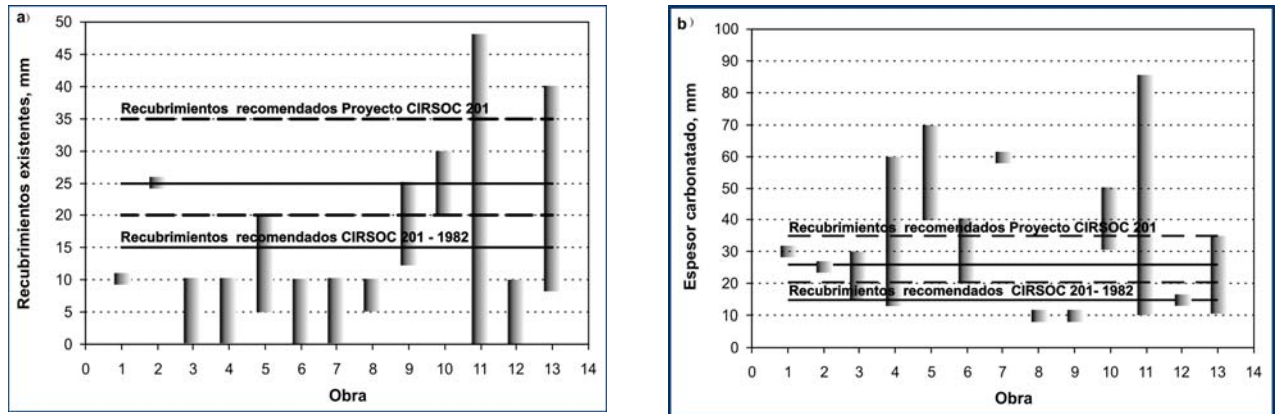 a)
Recubrimientos existentes, mm
50
45
40
35
30
25
20
15
10
5
0
Recubrimientos recomendados Proyecto CIRSOC 201
Recubrimientos recomendados CIRSOC 201 - 1982
0 1 2 3 4 5 6 7 8 9 10 11 12 13 14
Obra
b)
Espesor carbonatado, mm
100
90
80
70
60
50
40
30
20
10
0
Recubrimientos recomendados Proyecto CIRSOC 201
Recubrimientos recomendados CIRSOC 201- 1982
0 1 2 3 4 5 6 7 8 9 10 11 12 13 14
Obra